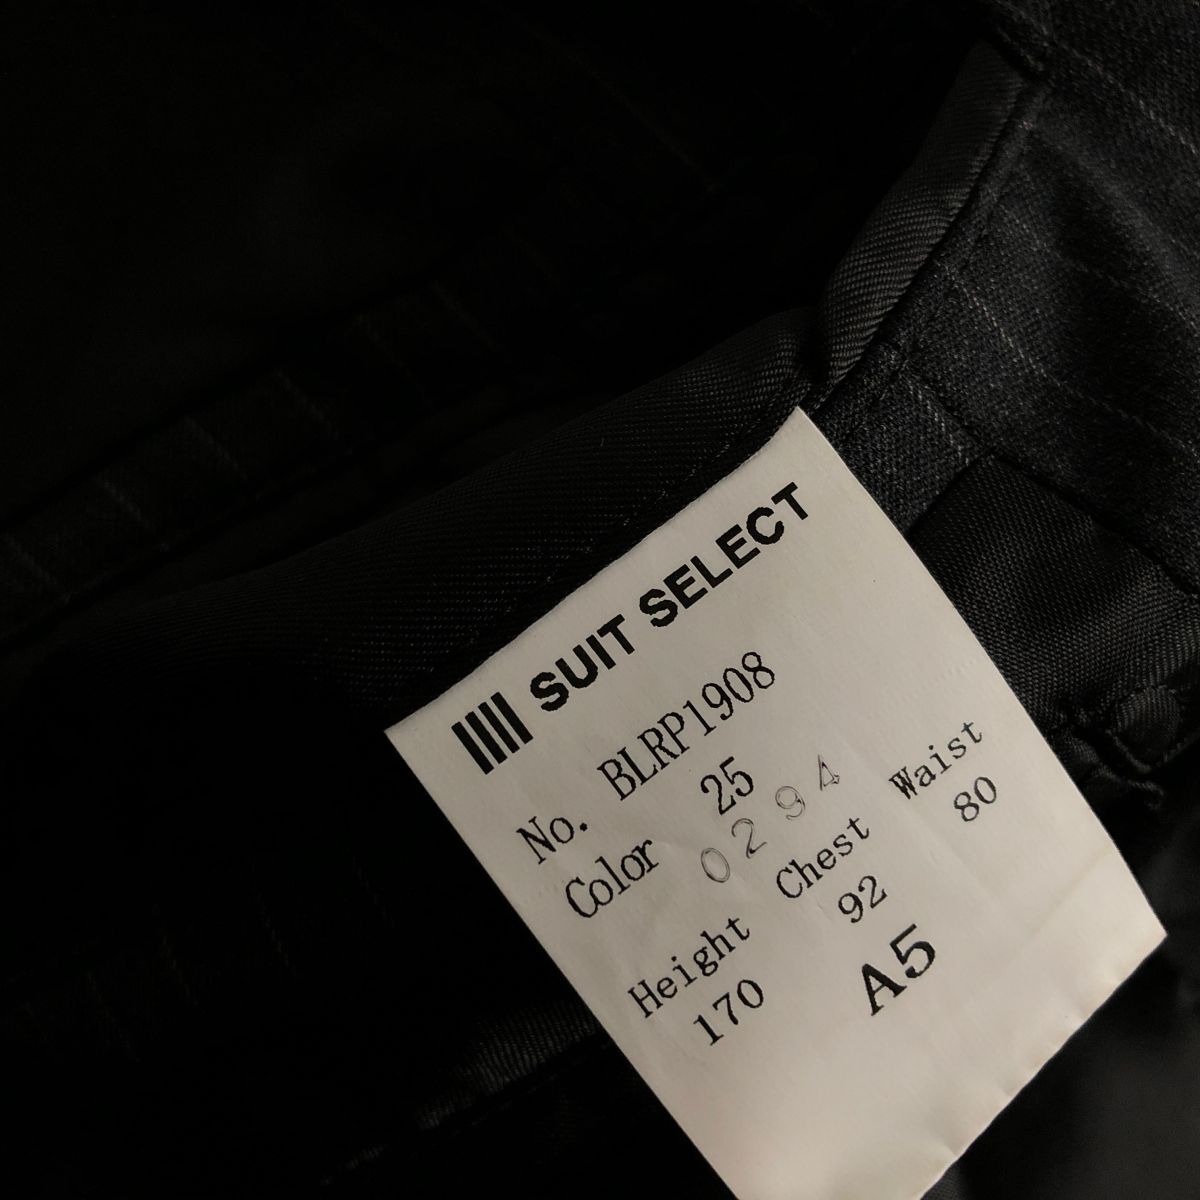 SUIT SELECT
No. BLRP1908
Color 25
0294
Height Chest Waist
170 92 80
A5